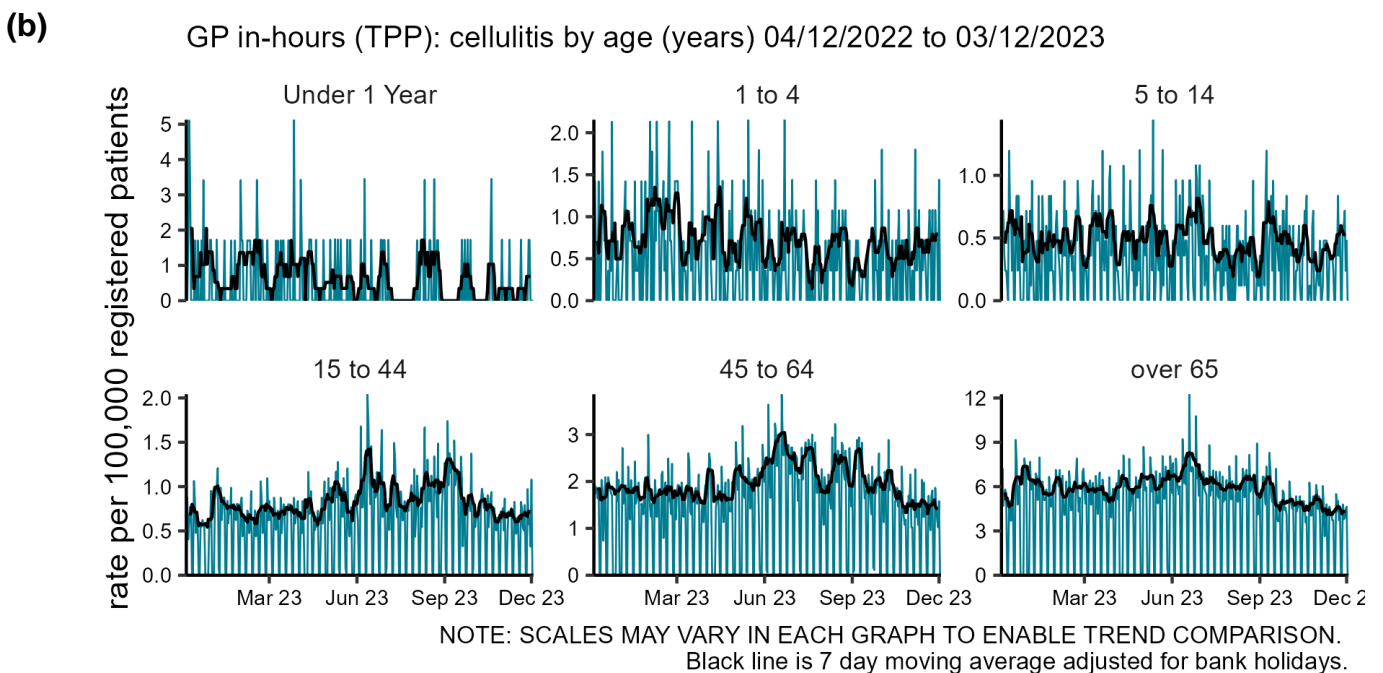 (b)
GP in-hours (TPP): cellulitis by age (years) 04/12/2022 to 03/12/2023
rate per 100,000 registered patients
Under 1 Year
5
4
3
2
1
0
1 to 4
2.0
1.5
1.0
0.5
0.0
5 to 14
1.0
0.5
0.0
15 to 44
2.0
1.5
1.0
0.5
0.0
Mar 23 Jun 23 Sep 23 Dec 23
45 to 64
3
2
1
0
Mar 23 Jun 23 Sep 23 Dec 23
over 65
12
9
6
3
0
Mar 23 Jun 23 Sep 23 Dec 2
NOTE: SCALES MAY VARY IN EACH GRAPH TO ENABLE TREND COMPARISON.
Black line is 7 day moving average adjusted for bank holidays.